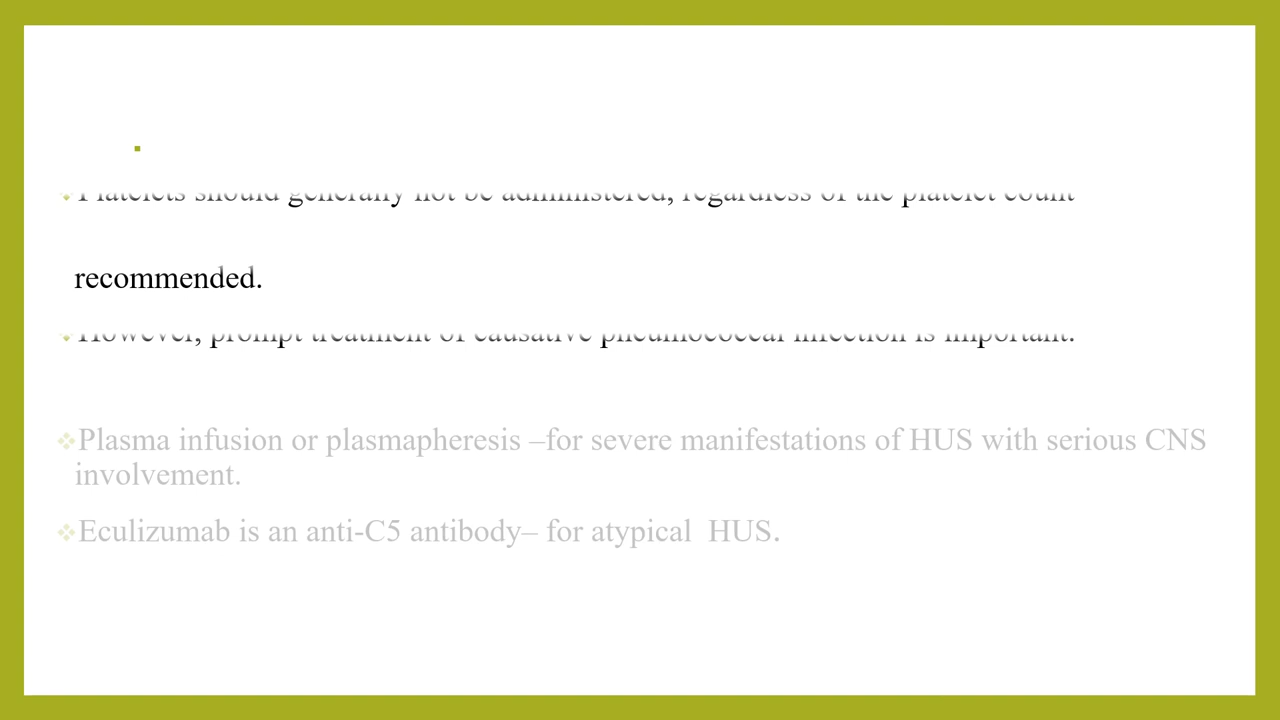 ❖Platelets should generally not be administered, regardless of the platelet count
recommended.
❖However, prompt treatment of causative pneumococcal infection is important.
❖Plasma infusion or plasmapheresis –for severe manifestations of HUS with serious CNS
involvement.
❖Eculizumab is an anti-C5 antibody– for atypical  HUS.